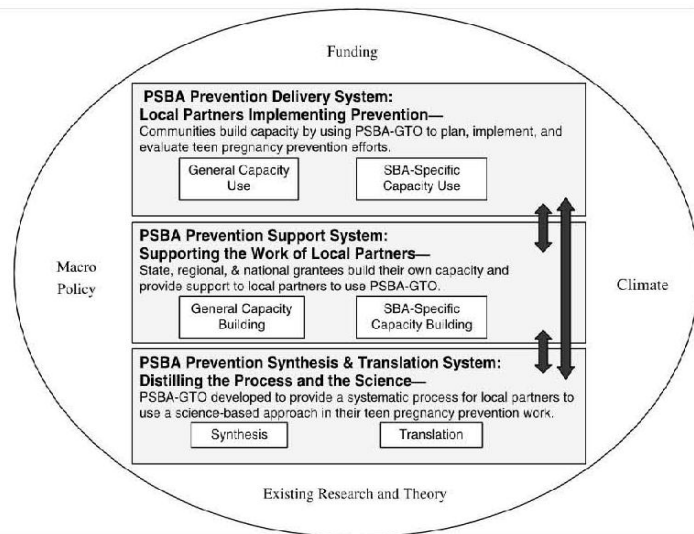 Funding
PSBA Prevention Delivery System:
Local Partners Implementing Prevention—
Communities build capacity by using PSBA-GTO to plan, implement, and
evaluate teen pregnancy prevention efforts.
General Capacity
Use
SBA-Specific
Capacity Use
PSBA Prevention Support System:
Supporting the Work of Local Partners—
State, regional, & national grantees build their own capacity and
provide support to local partners to use PSBA-GTO.
General Capacity
Building
SBA-Specific
Capacity Building
Macro
Policy
Climate
PSBA Prevention Synthesis & Translation System:
Distilling the Process and the Science—
PSBA-GTO developed to provide a systematic process for local partners to
use a science-based approach in their teen pregnancy prevention work.
Synthesis
Translation
Existing Research and Theory